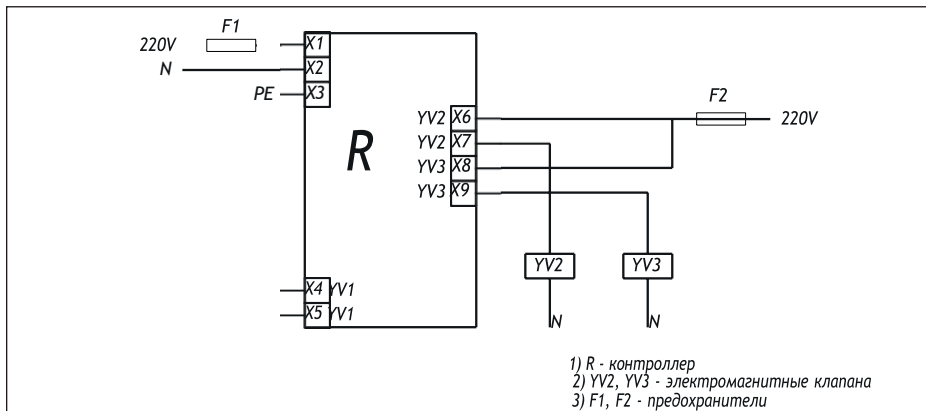 F1
220V
X1
N
X2
PE
X3
R
YV2 X6
F2
220V
YV2 X7
YV3 X8
YV3 X9
YV2
YV3
X4 YV1
X5 YV1
N
N
1) R - контроллер
2) YV2, YV3 - электромагнитные клапана
3) F1, F2 - предохранители